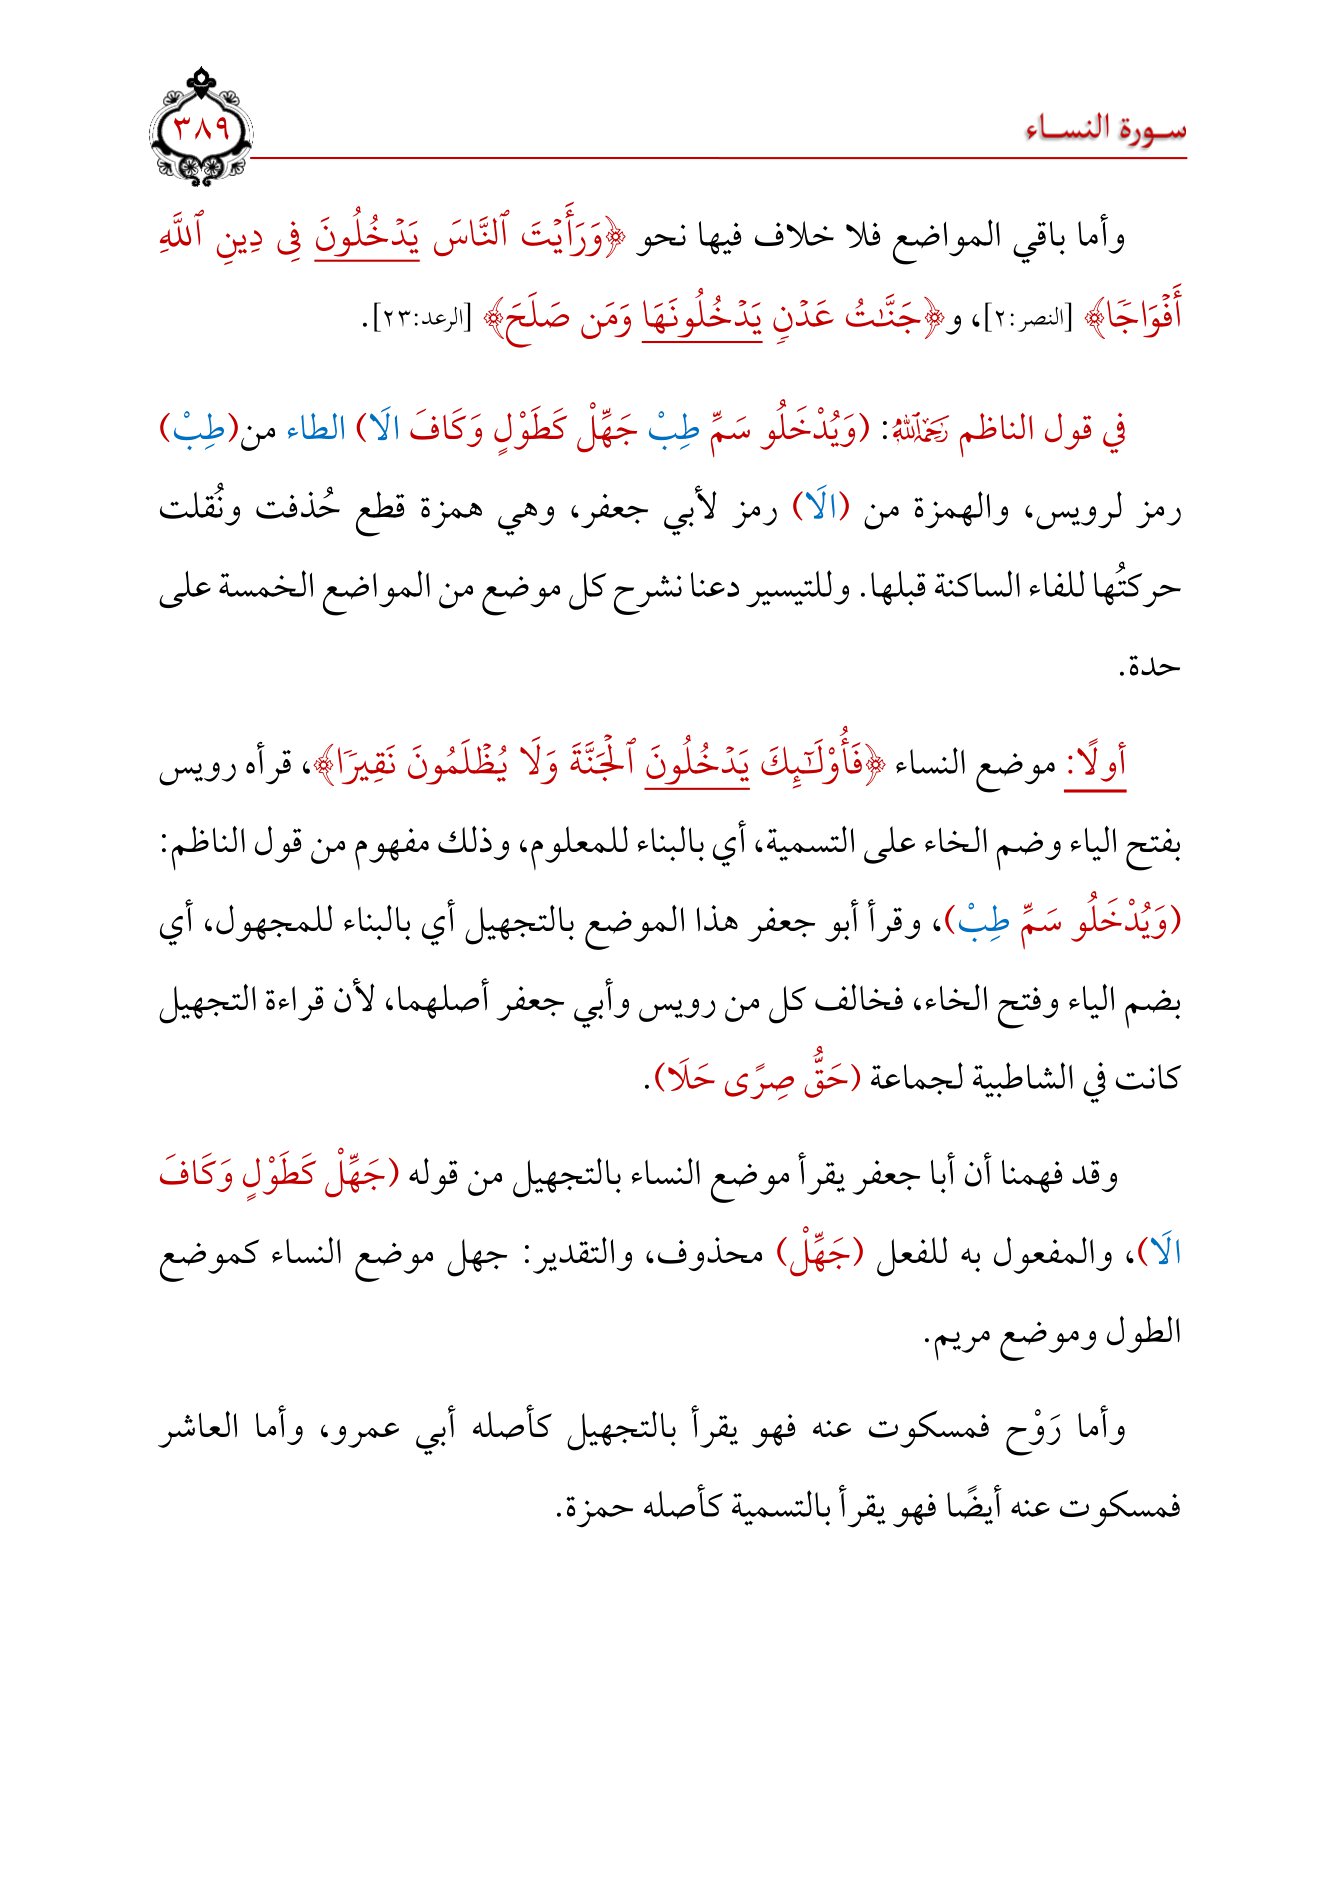 سورة النساء
٣٨٩
وأما باقي المواضع فلا خلاف فيها نحو ﴿وَرَأَيۡتَ ٱلنَّاسَ يَدۡخُلُونَ فِى دِينِ ٱللَّهِ
أَفۡوَاجٗا﴾ [النصر:٢]، و﴿جَنَّـٰتُ عَدۡنٖ يَدۡخُلُونَهَا وَمَن صَلَحَ﴾ [الرعد:٢٣].
في قول الناظم رَحِمَهُ ٱللَّهُ: (وَيُدْخَلُو سَمِّ طِبْ جَهِّلْ كَطَوْلٍ وَكَافَ الَا) الطاء من(طِبْ)
رمز لرويس، والهمزة من (الَا) رمز لأبي جعفر، وهي همزة قطع حُذفت ونُقلت
حركتُها للفاء الساكنة قبلها. وللتيسير دعنا نشرح كل موضع من المواضع الخمسة على
حدة.
أولًا: موضع النساء ﴿فَأُوْلَـٰٓئِكَ يَدۡخُلُونَ ٱلۡجَنَّةَ وَلَا يُظۡلَمُونَ نَقِيرٗا﴾، قرأه رويس
بفتح الياء وضم الخاء على التسمية، أي بالبناء للمعلوم، وذلك مفهوم من قول الناظم:
(وَيُدْخَلُو سَمِّ طِبْ)، وقرأ أبو جعفر هذا الموضع بالتجهيل أي بالبناء للمجهول، أي
بضم الياء وفتح الخاء، فخالف كل من رويس وأبي جعفر أصلهما، لأن قراءة التجهيل
كانت في الشاطبية لجماعة (حَقُّ صِرًى حَلَا).
وقد فهمنا أن أبا جعفر يقرأ موضع النساء بالتجهيل من قوله (جَهِّلْ كَطَوْلٍ وَكَافَ
الَا)، والمفعول به للفعل (جَهِّلْ) محذوف، والتقدير: جهل موضع النساء كموضع
الطول وموضع مريم.
وأما رَوْح فمسكوت عنه فهو يقرأ بالتجهيل كأصله أبي عمرو، وأما العاشر
فمسكوت عنه أيضًا فهو يقرأ بالتسمية كأصله حمزة.